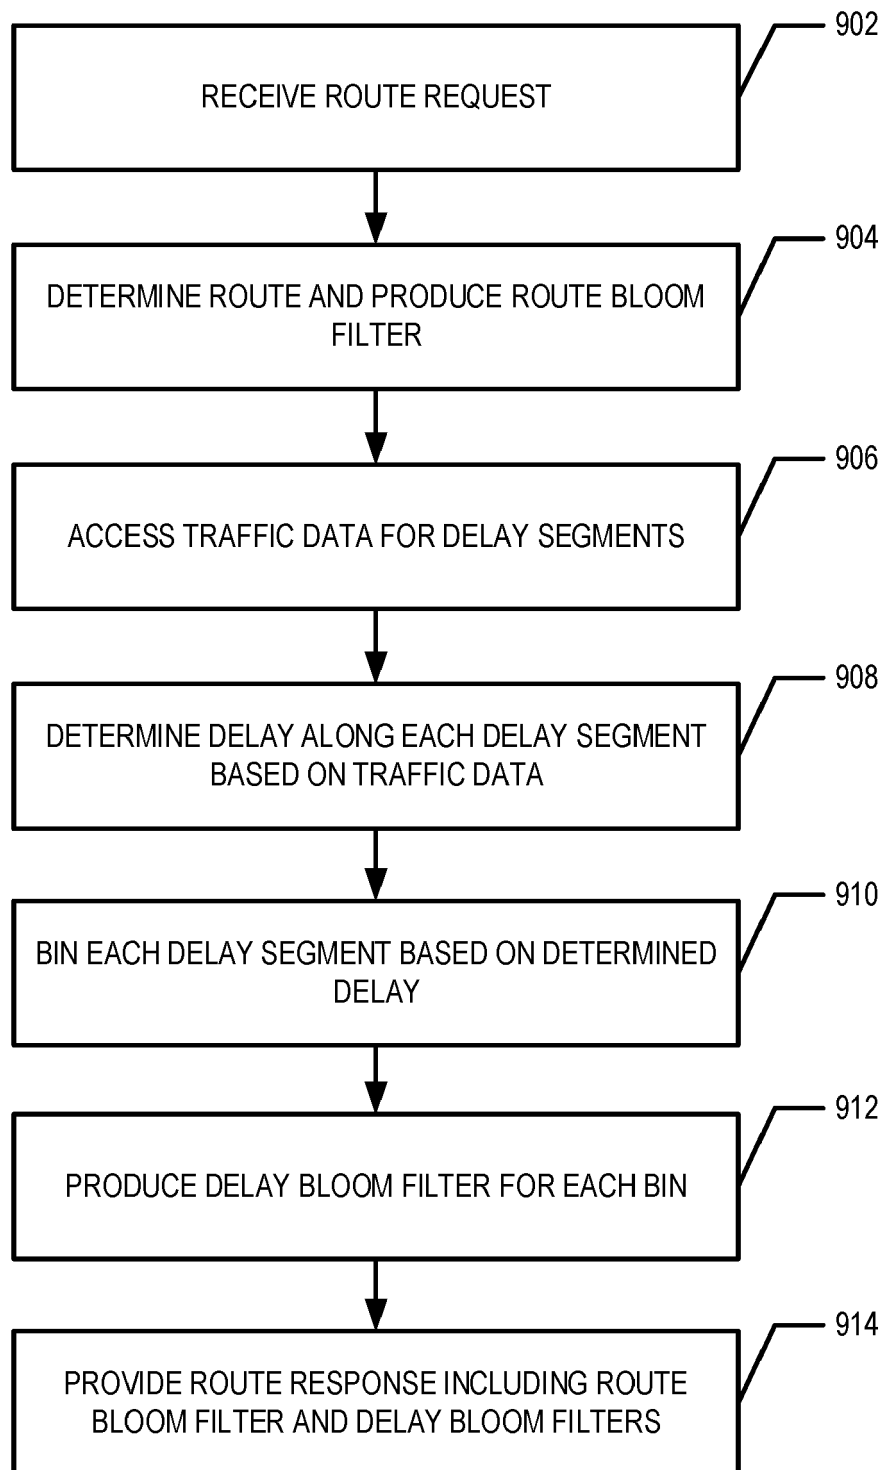 902
RECEIVE ROUTE REQUEST
904
DETERMINE ROUTE AND PRODUCE ROUTE BLOOM
FILTER
906
ACCESS TRAFFIC DATA FOR DELAY SEGMENTS
908
DETERMINE DELAY ALONG EACH DELAY SEGMENT
BASED ON TRAFFIC DATA
910
BIN EACH DELAY SEGMENT BASED ON DETERMINED
DELAY
912
PRODUCE DELAY BLOOM FILTER FOR EACH BIN
914
PROVIDE ROUTE RESPONSE INCLUDING ROUTE
BLOOM FILTER AND DELAY BLOOM FILTERS